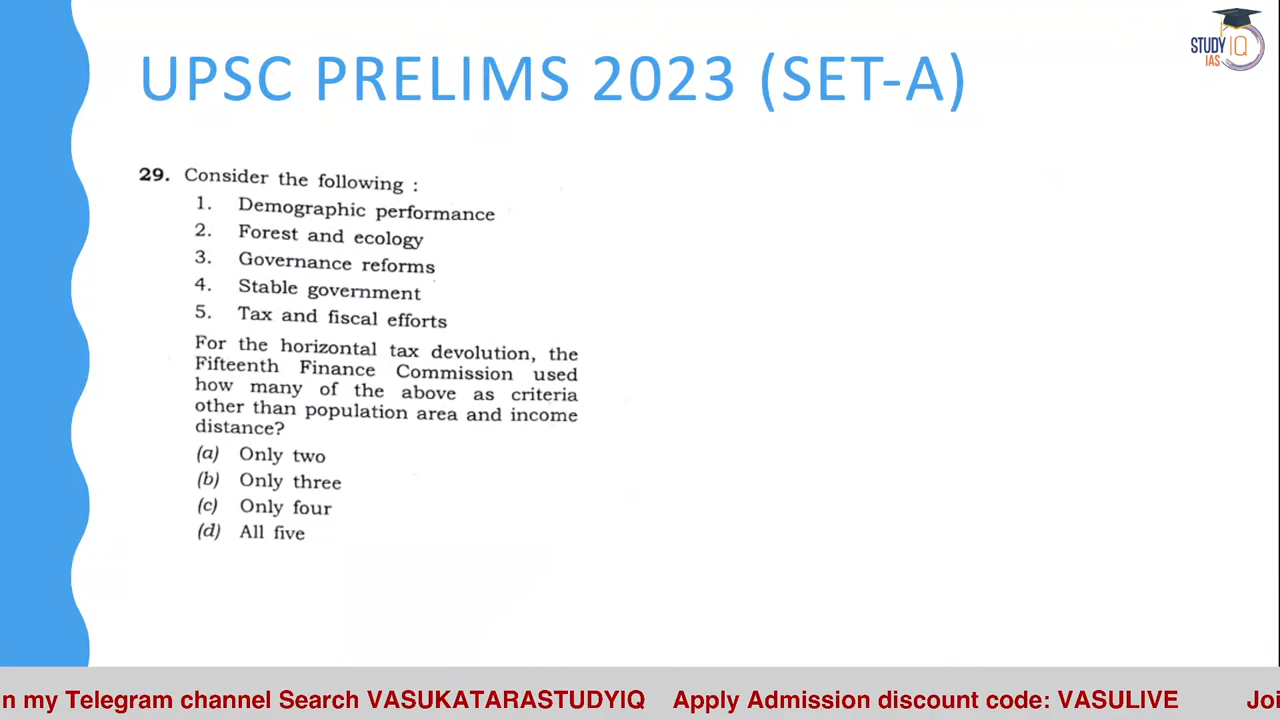 STUDY IQ
IAS
UPSC PRELIMS 2023 (SET-A)
29. Consider the following :
1. Demographic performance
2. Forest and ecology
3. Governance reforms
4. Stable government
5. Tax and fiscal efforts
For the horizontal tax devolution, the
Fifteenth Finance Commission used
how many of the above as criteria
other than population area and income
distance?
(a) Only two
(b) Only three
(c) Only four
(d) All five
n my Telegram channel Search VASUKATARASTUDYIQ Apply Admission discount code: VASULIVE Joi